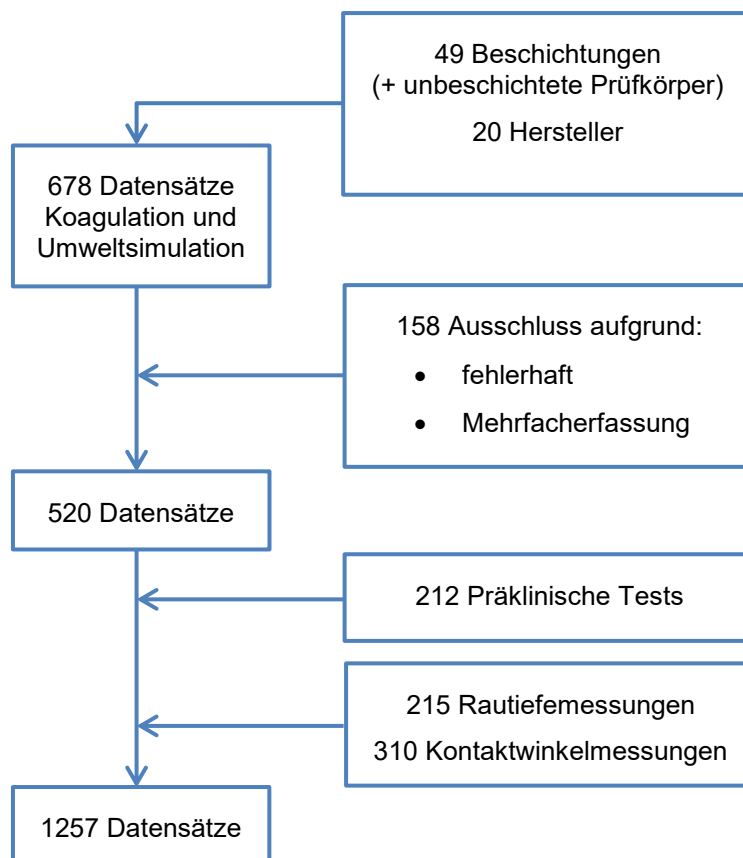 49 Beschichtungen
(+ unbeschichtete Prüfkörper)
20 Hersteller
678 Datensätze
Koagulation und
Umweltsimulation
158 Ausschluss aufgrund:
• fehlerhaft
• Mehrfacherfassung
520 Datensätze
212 Präklinische Tests
215 Rautiefemessungen
310 Kontaktwinkelmessungen
1257 Datensätze